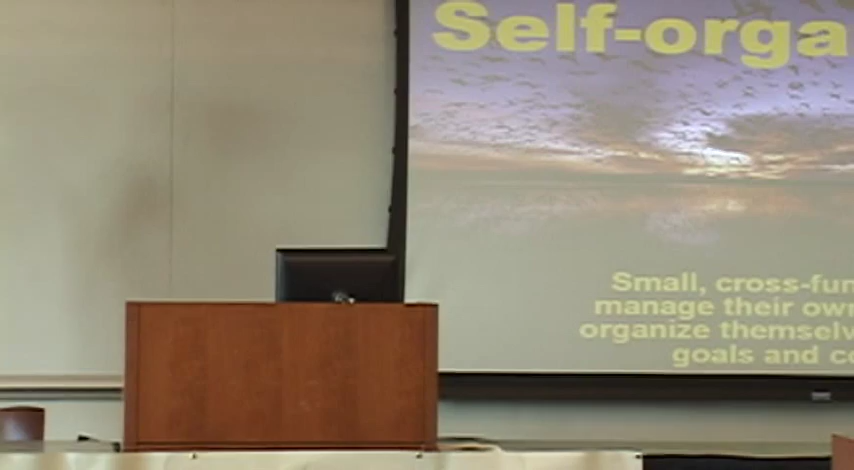 Self-orga
Small, cross-fun
manage their own
organize themselv
goals and co